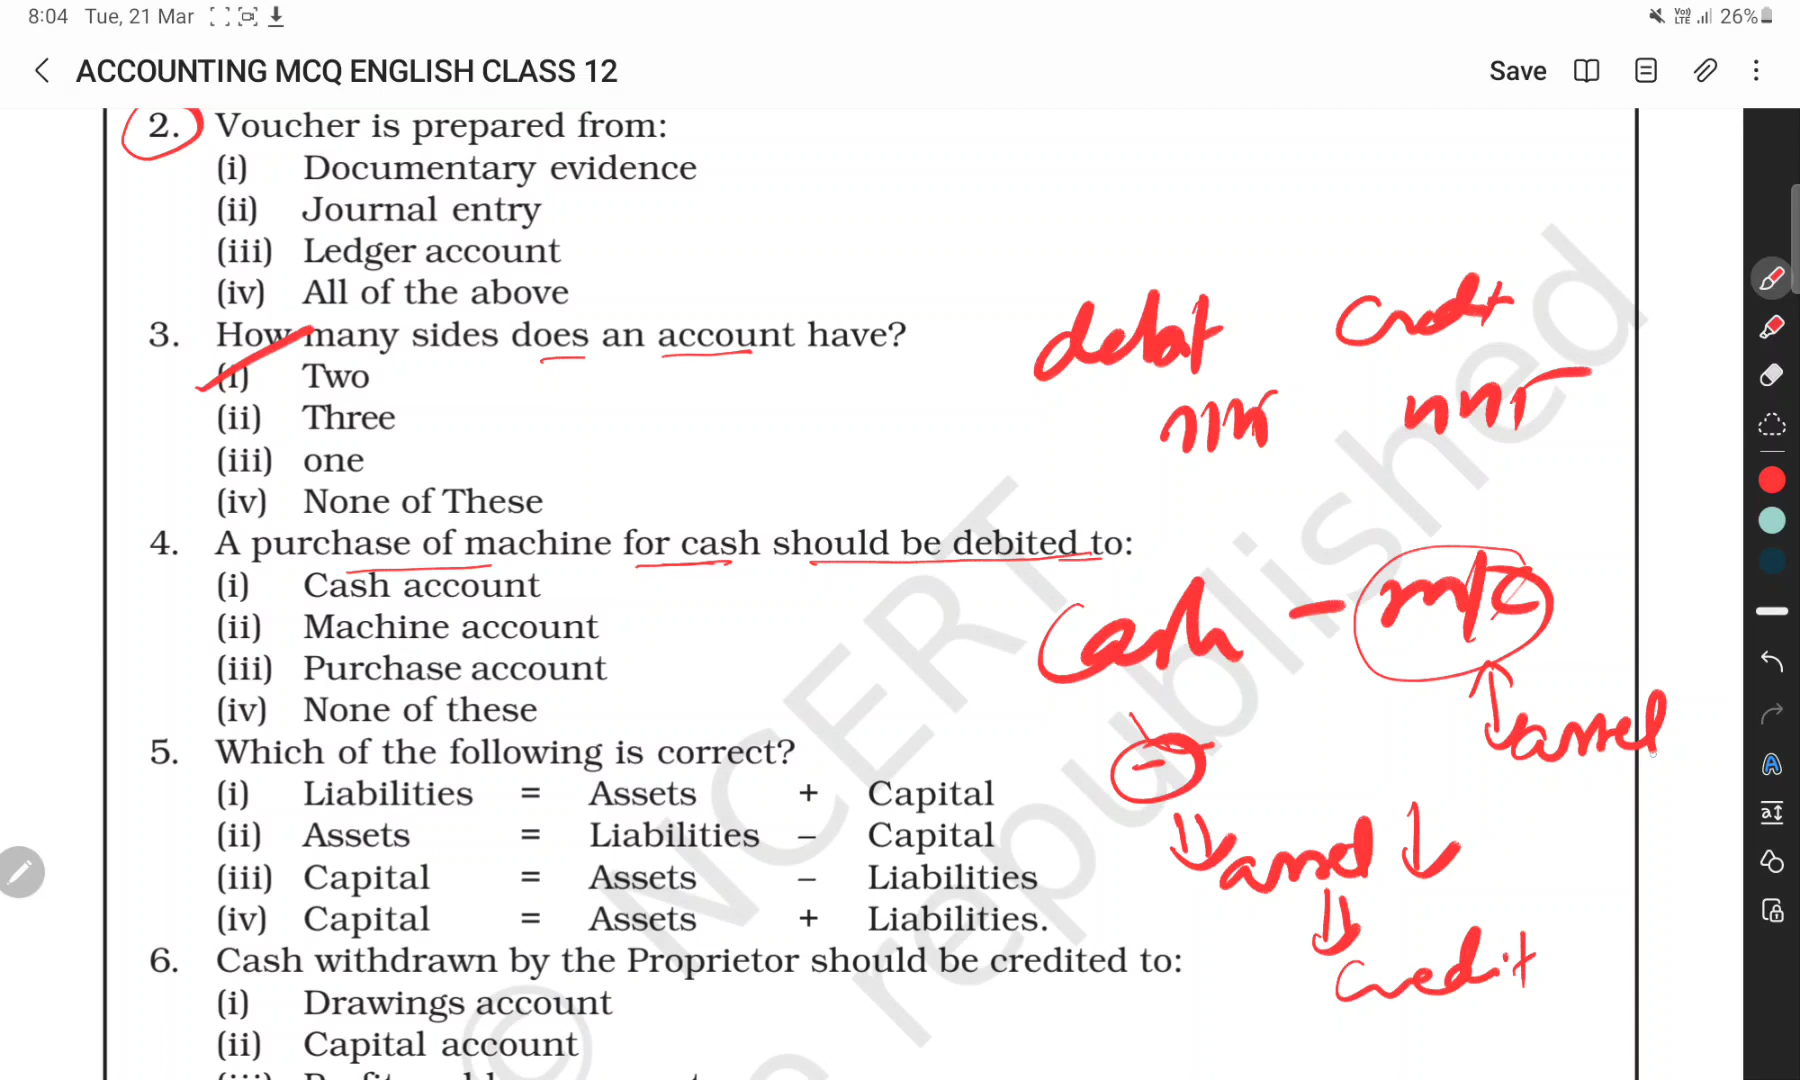 8:04 Tue, 21 Mar
26%
ACCOUNTING MCQ ENGLISH CLASS 12
Save
2. Voucher is prepared from:
(i) Documentary evidence
(ii) Journal entry
(iii) Ledger account
(iv) All of the above
3. How many sides does an account have?
(i) Two
(ii) Three
(iii) one
(iv) None of These
debit credit
4. A purchase of machine for cash should be debited to:
(i) Cash account
(ii) Machine account
(iii) Purchase account
(iv) None of these
cash – m/c
5. Which of the following is correct?
(i) Liabilities = Assets + Capital
(ii) Assets = Liabilities – Capital
(iii) Capital = Assets – Liabilities
(iv) Capital = Assets + Liabilities.
credit
6. Cash withdrawn by the Proprietor should be credited to:
(i) Drawings account
(ii) Capital account
© NCERT
republished